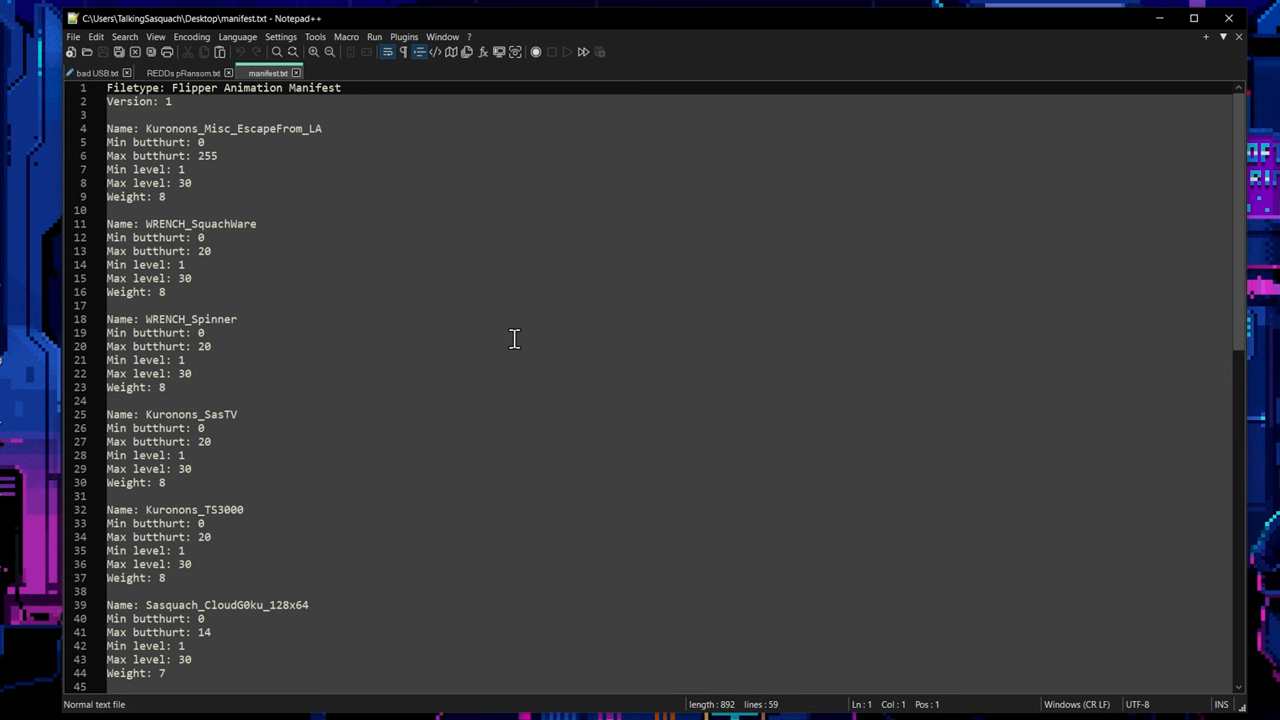 C:\Users\TalkingSasquach\Desktop\manifest.txt - Notepad++
File Edit Search View Encoding Language Settings Tools Macro Run Plugins Window ?
bad USB.txt REDDs pRansom.txt manifest.txt
1 Filetype: Flipper Animation Manifest
2 Version: 1
3
4 Name: Kuronons_Misc_EscapeFrom_LA
5 Min butthurt: 0
6 Max butthurt: 255
7 Min level: 1
8 Max level: 30
9 Weight: 8
10
11 Name: WRENCH_SquachWare
12 Min butthurt: 0
13 Max butthurt: 20
14 Min level: 1
15 Max level: 30
16 Weight: 8
17
18 Name: WRENCH_Spinner
19 Min butthurt: 0
20 Max butthurt: 20
21 Min level: 1
22 Max level: 30
23 Weight: 8
24
25 Name: Kuronons_SasTV
26 Min butthurt: 0
27 Max butthurt: 20
28 Min level: 1
29 Max level: 30
30 Weight: 8
31
32 Name: Kuronons_TS3000
33 Min butthurt: 0
34 Max butthurt: 20
35 Min level: 1
36 Max level: 30
37 Weight: 8
38
39 Name: Sasquach_CloudG0ku_128x64
40 Min butthurt: 0
41 Max butthurt: 14
42 Min level: 1
43 Max level: 30
44 Weight: 7
45
Normal text file length : 892 lines : 59 Ln : 1 Col : 1 Pos : 1 Windows (CR LF) UTF-8 INS